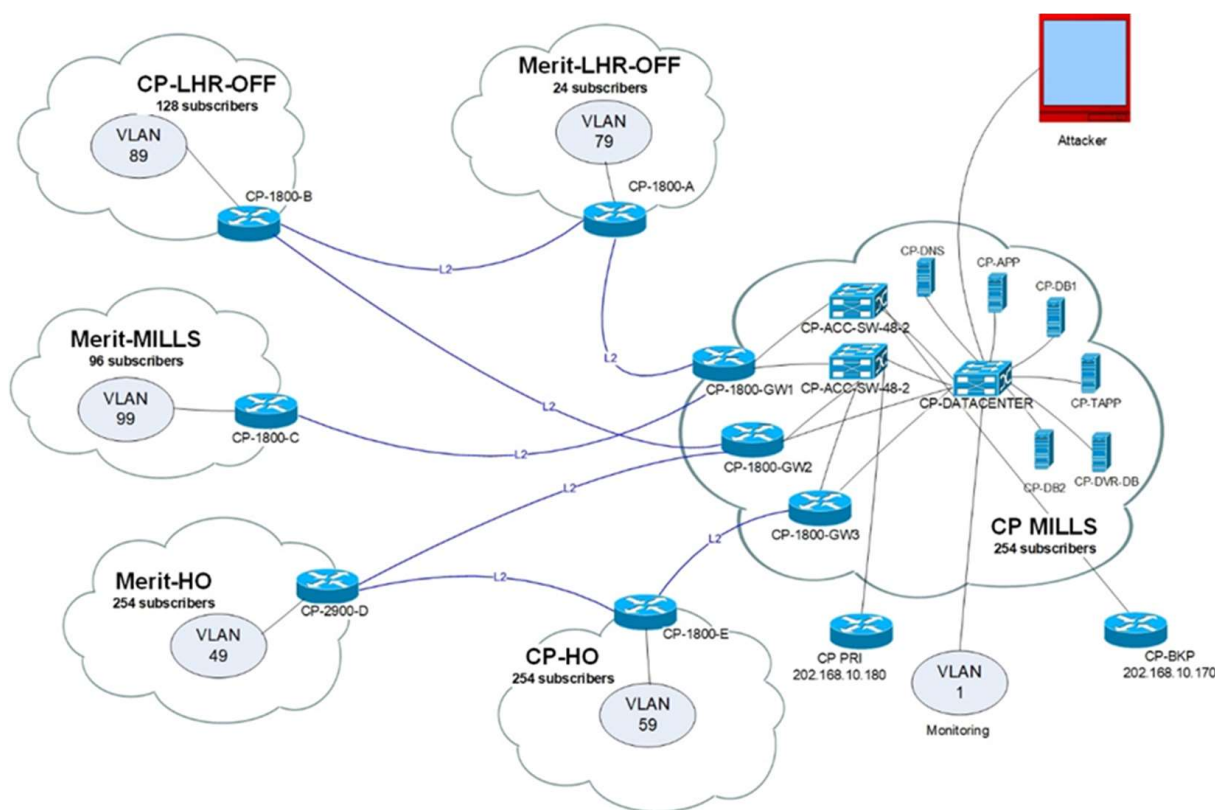 CP-LHR-OFF
128 subscribers
VLAN
89
CP-1800-B
Merit-LHR-OFF
24 subscribers
VLAN
79
CP-1800-A
Attacker
L2
L2
L2
L2
L2
L2
L2
Merit-MILLS
96 subscribers
VLAN
99
CP-1800-C
CP-DNS
CP-APP
CP-DB1
CP-ACC-SW-48-2
CP-ACC-SW-48-2
CP-1800-GW1
CP-DATACENTER
CP-TAPP
CP-1800-GW2
CP-DB2
CP-DVR-DB
CP-1800-GW3
CP MILLS
254 subscribers
Merit-HO
254 subscribers
VLAN
49
CP-2900-D
CP-1800-E
CP-HO
254 subscribers
VLAN
59
CP PRI
202.168.10.180
VLAN
1
Monitoring
CP-BKP
202.168.10.170